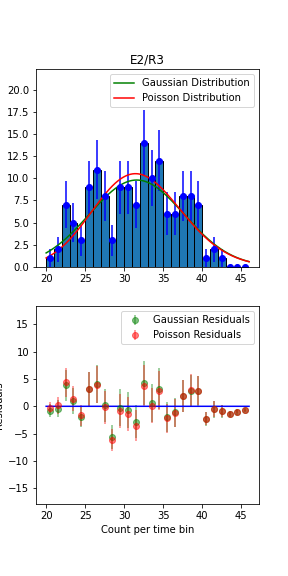 E2/R3
Gaussian Distribution
Poisson Distribution
20.0
17.5
15.0
12.5
10.0
7.5
5.0
2.5
0.0
20 25 30 35 40 45
Gaussian Residuals
Poisson Residuals
15
10
5
0
−5
−10
−15
20 25 30 35 40 45
Count per time bin